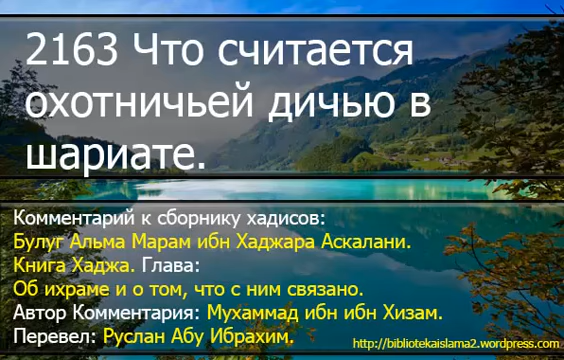 2163 Что считается
охотничьей дичью в
шариате.
Комментарий к сборнику хадисов:
Булуг Альма Марам ибн Хаджара Аскалани.
Книга Хаджа. Глава:
Об ихраме и о том, что с ним связано.
Автор Комментария: Мухаммад ибн ибн Хизам.
Перевел: Руслан Абу Ибрахим.
http://bibliotekaislama2.wordpress.com